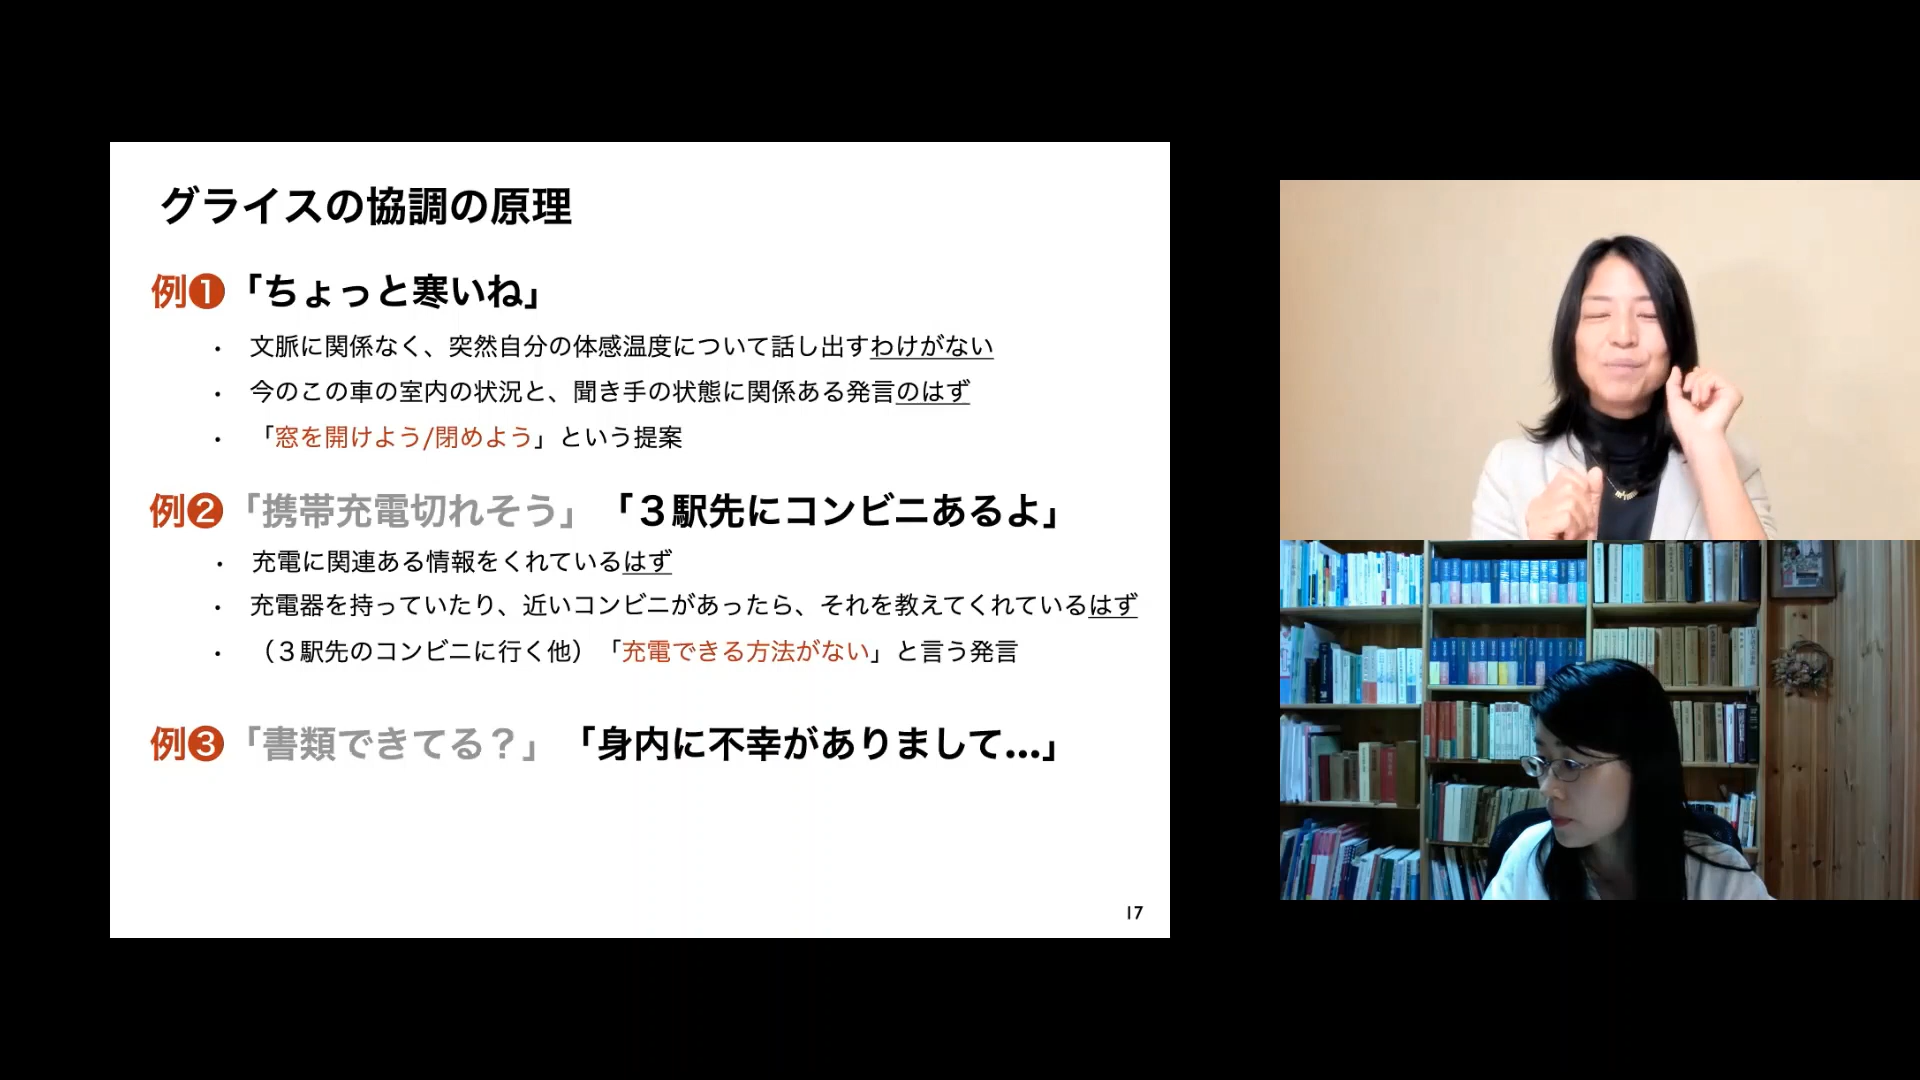 グライスの協調の原理
例❶「ちょっと寒いね」
• 文脈に関係なく、突然自分の体感温度について話し出すわけがない
• 今のこの車の室内の状況と、聞き手の状態に関係ある発言のはず
• 「窓を開けよう/閉めよう」という提案
例❷「携帯充電切れそう」「３駅先にコンビニあるよ」
• 充電に関連ある情報をくれているはず
• 充電器を持っていたり、近いコンビニがあったら、それを教えてくれているはず
• （３駅先のコンビニに行く他）「充電できる方法がない」と言う発言
例❸「書類できてる？」「身内に不幸がありまして...」
17